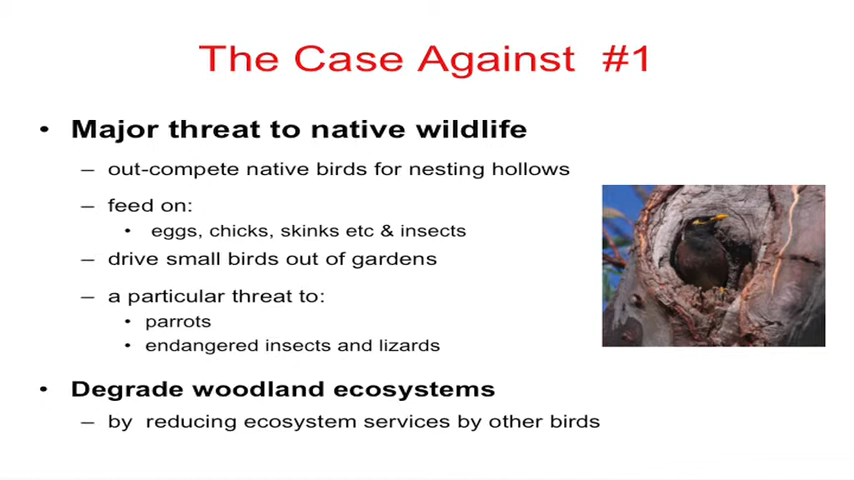 The Case Against #1
• Major threat to native wildlife
– out-compete native birds for nesting hollows
– feed on:
• eggs, chicks, skinks etc & insects
– drive small birds out of gardens
– a particular threat to:
• parrots
• endangered insects and lizards
• Degrade woodland ecosystems
– by reducing ecosystem services by other birds